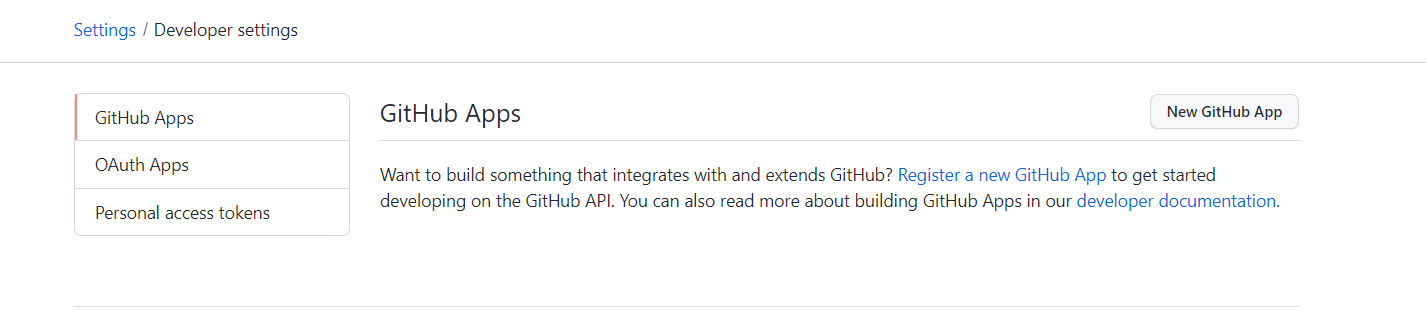 Settings / Developer settings
GitHub Apps
OAuth Apps
Personal access tokens
GitHub Apps
New GitHub App
Want to build something that integrates with and extends GitHub? Register a new GitHub App to get started
developing on the GitHub API. You can also read more about building GitHub Apps in our developer documentation.